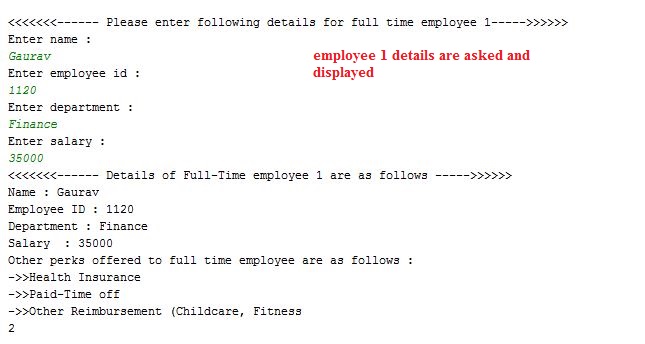 <<<<<<<------ Please enter following details for full time employee 1----->>>>>>
Enter name :
Gaurav
employee 1 details are asked and
displayed
Enter employee id :
1120
Enter department :
Finance
Enter salary :
35000
<<<<<<<------ Details of Full-Time employee 1 are as follows ----->>>>>>
Name : Gaurav
Employee ID : 1120
Department : Finance
Salary  : 35000
Other perks offered to full time employee are as follows :
->>Health Insurance
->>Paid-Time off
->>Other Reimbursement (Childcare, Fitness
2